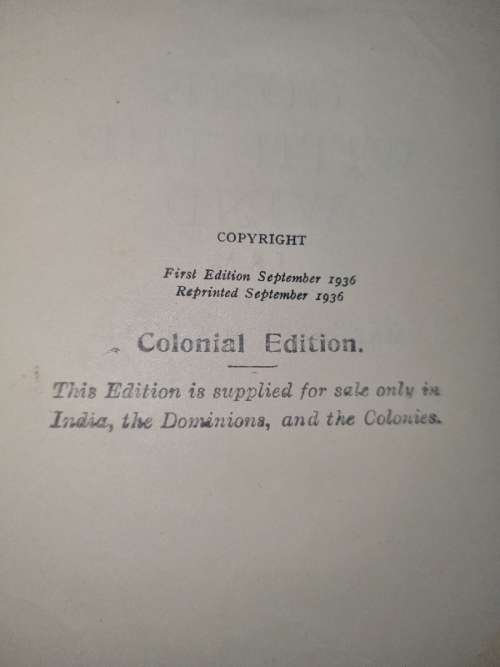 COPYRIGHT
First Edition September 1936
Reprinted September 1936
Colonial Edition.
This Edition is supplied for sale only in
India, the Dominions, and the Colonies.